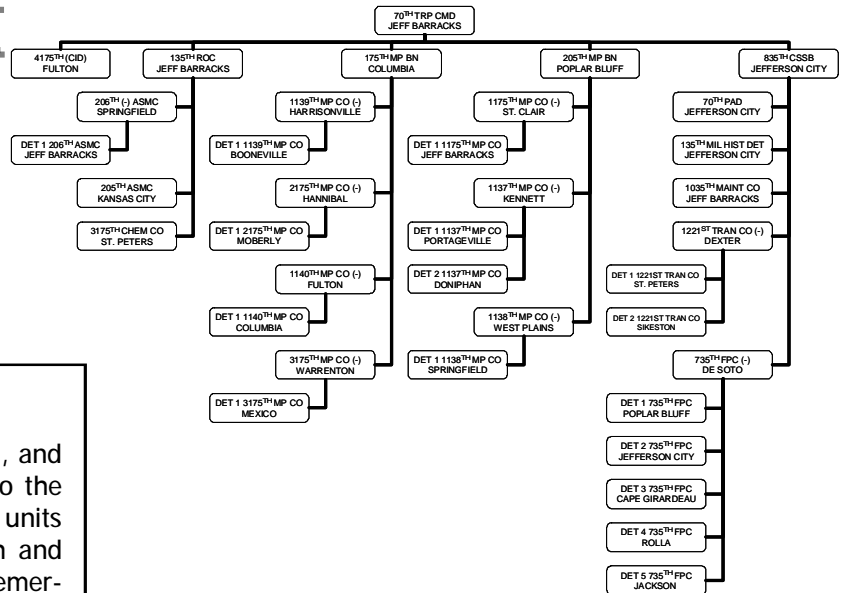 70TH TRP CMD
JEFF BARRACKS
4175TH (CID)
FULTON
135TH ROC
JEFF BARRACKS
175TH MP BN
COLUMBIA
205TH MP BN
POPLAR BLUFF
835TH CSSB
JEFFERSON CITY
206TH (-) ASMC
SPRINGFIELD
DET 1 206TH ASMC
JEFF BARRACKS
205TH ASMC
KANSAS CITY
3175TH CHEM CO
ST. PETERS
1139TH MP CO (-)
HARRISONVILLE
DET 1 1139TH MP CO
BOONEVILLE
2175TH MP CO (-)
HANNIBAL
DET 1 2175TH MP CO
MOBERLY
1140TH MP CO (-)
FULTON
DET 1 1140TH MP CO
COLUMBIA
3175TH MP CO (-)
WARRENTON
DET 1 3175TH MP CO
MEXICO
1175TH MP CO (-)
ST. CLAIR
DET 1 1175TH MP CO
JEFF BARRACKS
1137TH MP CO (-)
KENNETT
DET 1 1137TH MP CO
PORTAGEVILLE
DET 2 1137TH MP CO
DONIPHAN
1138TH MP CO (-)
WEST PLAINS
DET 1 1138TH MP CO
SPRINGFIELD
70TH PAD
JEFFERSON CITY
135TH MIL HIST DET
JEFFERSON CITY
1035TH MAINT CO
JEFF BARRACKS
1221ST TRAN CO (-)
DEXTER
DET 1 1221ST TRAN CO
ST. PETERS
DET 2 1221ST TRAN CO
SIKESTON
735TH FPC (-)
DE SOTO
DET 1 735TH FPC
POPLAR BLUFF
DET 2 735TH FPC
JEFFERSON CITY
DET 3 735TH FPC
CAPE GIRARDEAU
DET 4 735TH FPC
ROLLA
DET 5 735TH FPC
JACKSON
, and
o the
units
n and
emer-